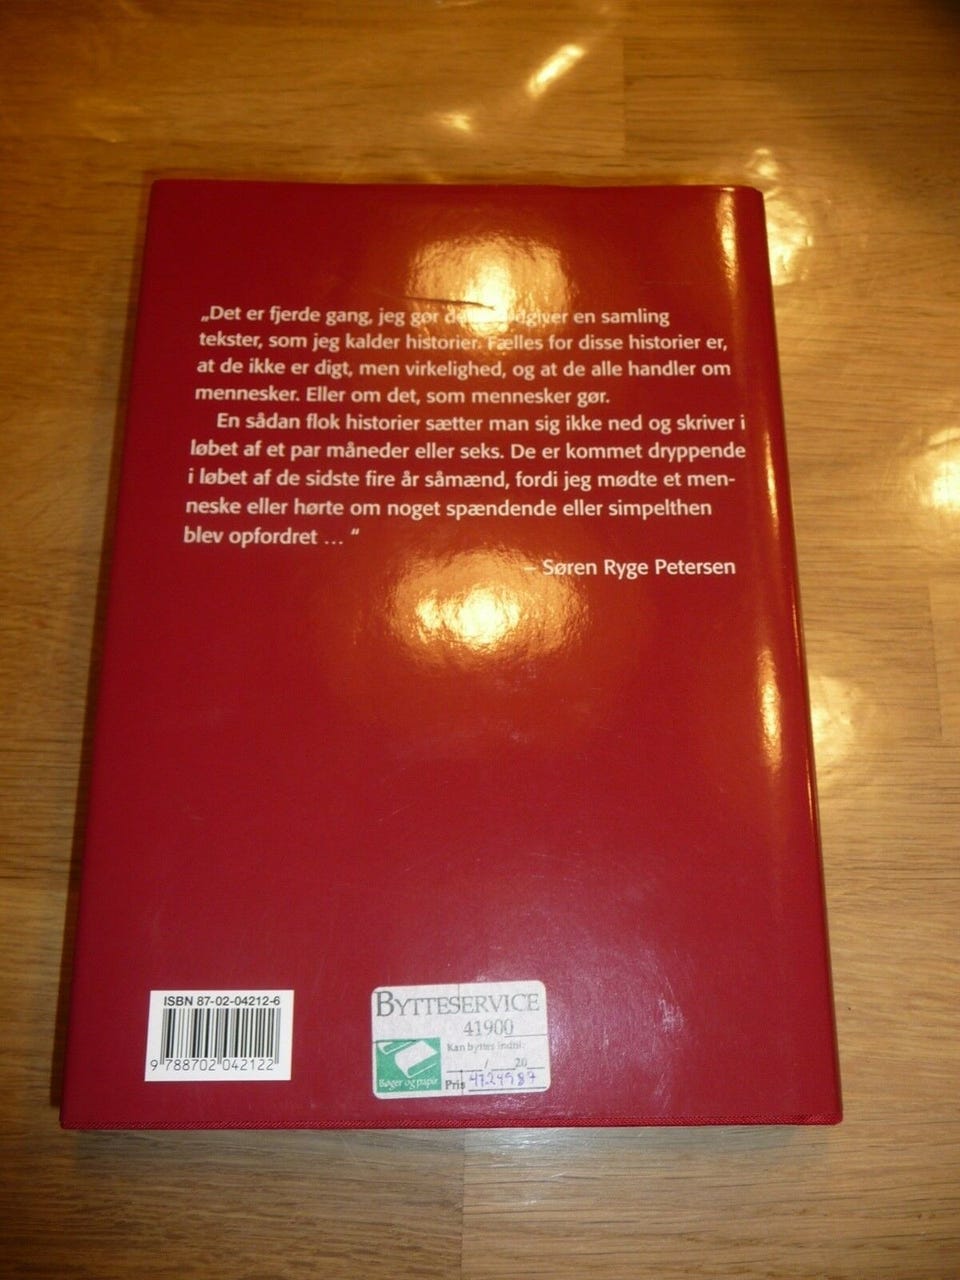 „Det er fjerde gang, jeg gør en samling
tekster, som jeg kalder historier. Fælles for disse historier er,
at de ikke er digt, men virkelighed, og at de alle handler om
mennesker. Eller om det, som mennesker gør.
En sådan flok historier sætter man sig ikke ned og skriver i
løbet af et par måneder eller seks. De er kommet dryppende
i løbet af de sidste fire år såmænd, fordi jeg mødte et men-
neske eller hørte om noget spændende eller simpelthen
blev opfordret ... “
– Søren Ryge Petersen
ISBN 87-02-04212-6
9 788702 042122
BYTTESERVICE
41900
Kan byttes indtil:
/ 20
Bøger og papir
Pris